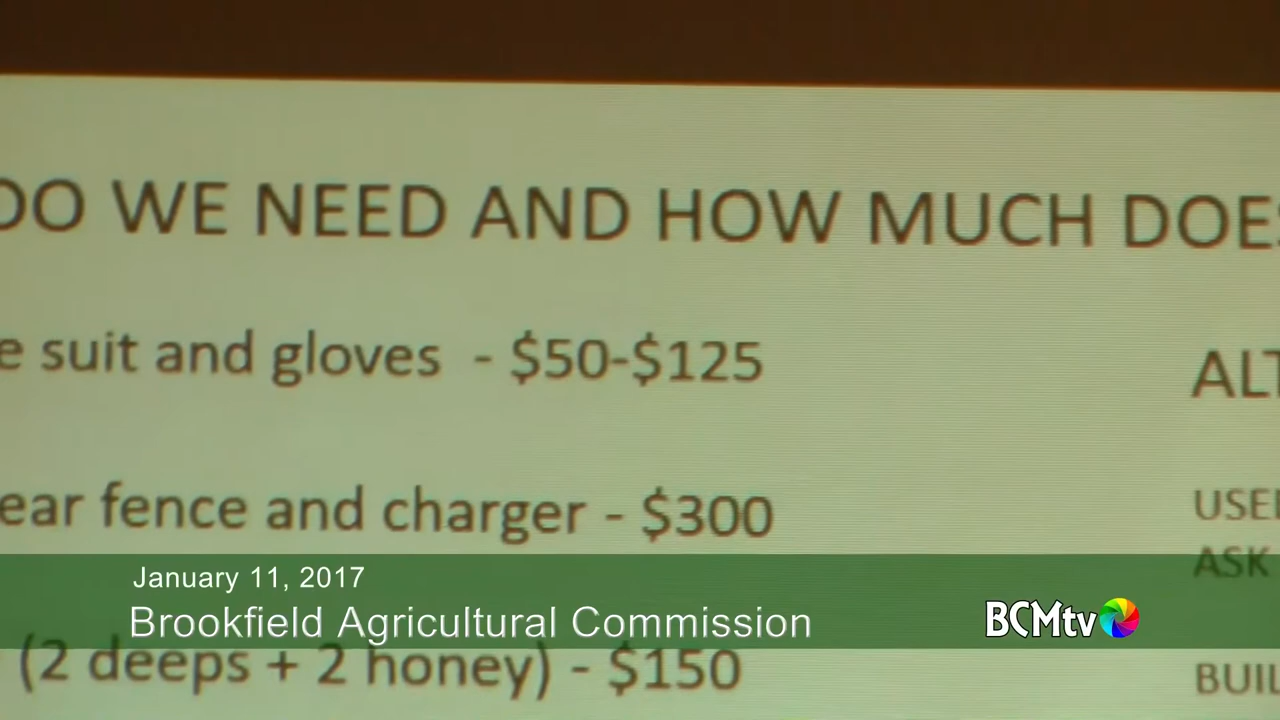 DO WE NEED AND HOW MUCH DOES
e suit and gloves - $50-$125
ALT
ear fence and charger - $300
USE
ASK
January 11, 2017
Brookfield Agricultural Commission
BCMtv
(2 deeps + 2 honey) - $150
BUIL